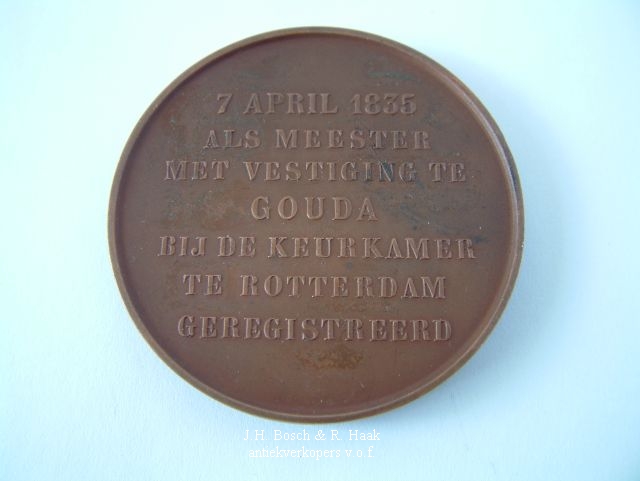 7 APRIL 1835
ALS MEESTER
MET VESTIGING TE
GOUDA
BIJ DE KEURKAMER
TE ROTTERDAM
GEREGISTREERD
J.H. Bosch & R. Haak
antiekverkopers v.o.f.